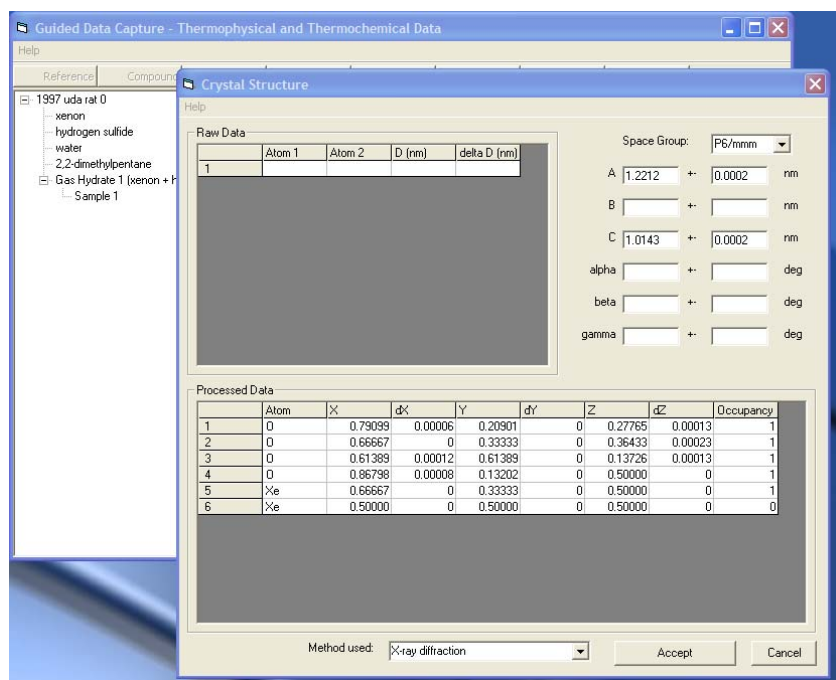 Guided Data Capture - Thermophysical and Thermochemical Data
Help
Reference Compound
1997 uda rat 0
xenon
hydrogen sulfide
water
2,2-dimethylpentane
Gas Hydrate 1 (xenon + h
Sample 1
Crystal Structure
Help
Raw Data
Atom 1 Atom 2 D (nm) delta D (nm)
1
Space Group: P6/mmm
A 1.2212 +- 0.0002 nm
B +- nm
C 1.0143 +- 0.0002 nm
alpha +- deg
beta +- deg
gamma +- deg
Processed Data
Atom X dX Y dY Z dZ Occupancy
1 O 0.79099 0.00006 0.20901 0 0.27765 0.00013 1
2 O 0.66667 0 0.33333 0 0.36433 0.00023 1
3 O 0.61389 0.00012 0.61389 0 0.13726 0.00013 1
4 O 0.86798 0.00008 0.13202 0 0.50000 0 1
5 Xe 0.66667 0 0.33333 0 0.50000 0 1
6 Xe 0.50000 0 0.50000 0 0.50000 0 0
Method used: X-ray diffraction Accept Cancel